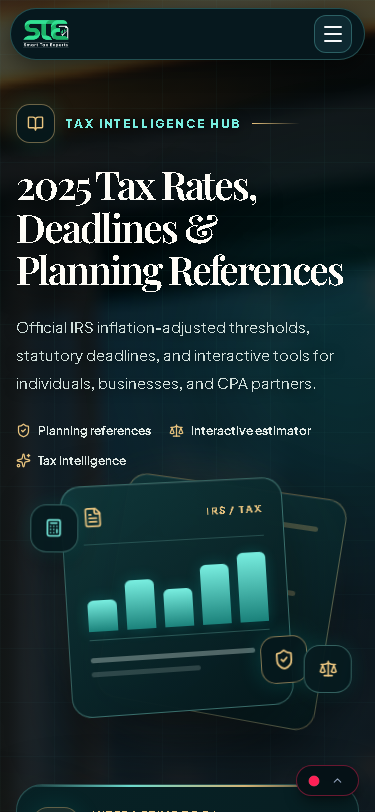 STE
Smart Tax Experts
TAX INTELLIGENCE HUB
2025 Tax Rates,
Deadlines &
Planning References
Official IRS inflation-adjusted thresholds,
statutory deadlines, and interactive tools for
individuals, businesses, and CPA partners.
Planning references
Interactive estimator
Tax intelligence
IRS / TAX